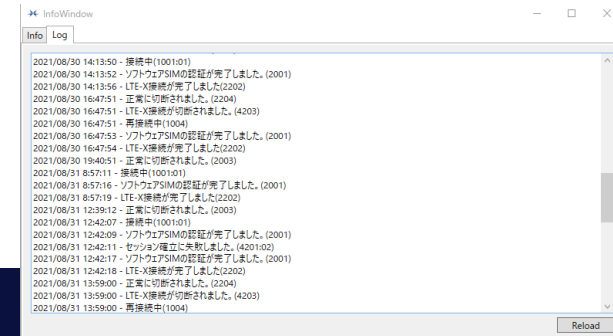 InfoWindow
Info Log
2021/08/30 14:13:50 - 接続中(1001:01)
2021/08/30 14:13:52 - ソフトウェアSIMの認証が完了しました。(2001)
2021/08/30 14:13:56 - LTE-X接続が完了しました(2202)
2021/08/30 16:47:51 - 正常に切断されました。(2204)
2021/08/30 16:47:51 - LTE-X接続が切断されました。(4203)
2021/08/30 16:47:51 - 再接続中(1004)
2021/08/30 16:47:53 - ソフトウェアSIMの認証が完了しました。(2001)
2021/08/30 16:47:54 - LTE-X接続が完了しました(2202)
2021/08/30 19:40:51 - 正常に切断されました。(2003)
2021/08/31 8:57:11 - 接続中(1001:01)
2021/08/31 8:57:16 - ソフトウェアSIMの認証が完了しました。(2001)
2021/08/31 8:57:19 - LTE-X接続が完了しました(2202)
2021/08/31 12:39:12 - 正常に切断されました。(2003)
2021/08/31 12:42:07 - 接続中(1001:01)
2021/08/31 12:42:09 - ソフトウェアSIMの認証が完了しました。(2001)
2021/08/31 12:42:11 - セッション確立に失敗しました。(4201:02)
2021/08/31 12:42:17 - ソフトウェアSIMの認証が完了しました。(2001)
2021/08/31 12:42:18 - LTE-X接続が完了しました(2202)
2021/08/31 13:59:00 - 正常に切断されました。(2204)
2021/08/31 13:59:00 - LTE-X接続が切断されました。(4203)
2021/08/31 13:59:00 - 再接続中(1004)
Reload